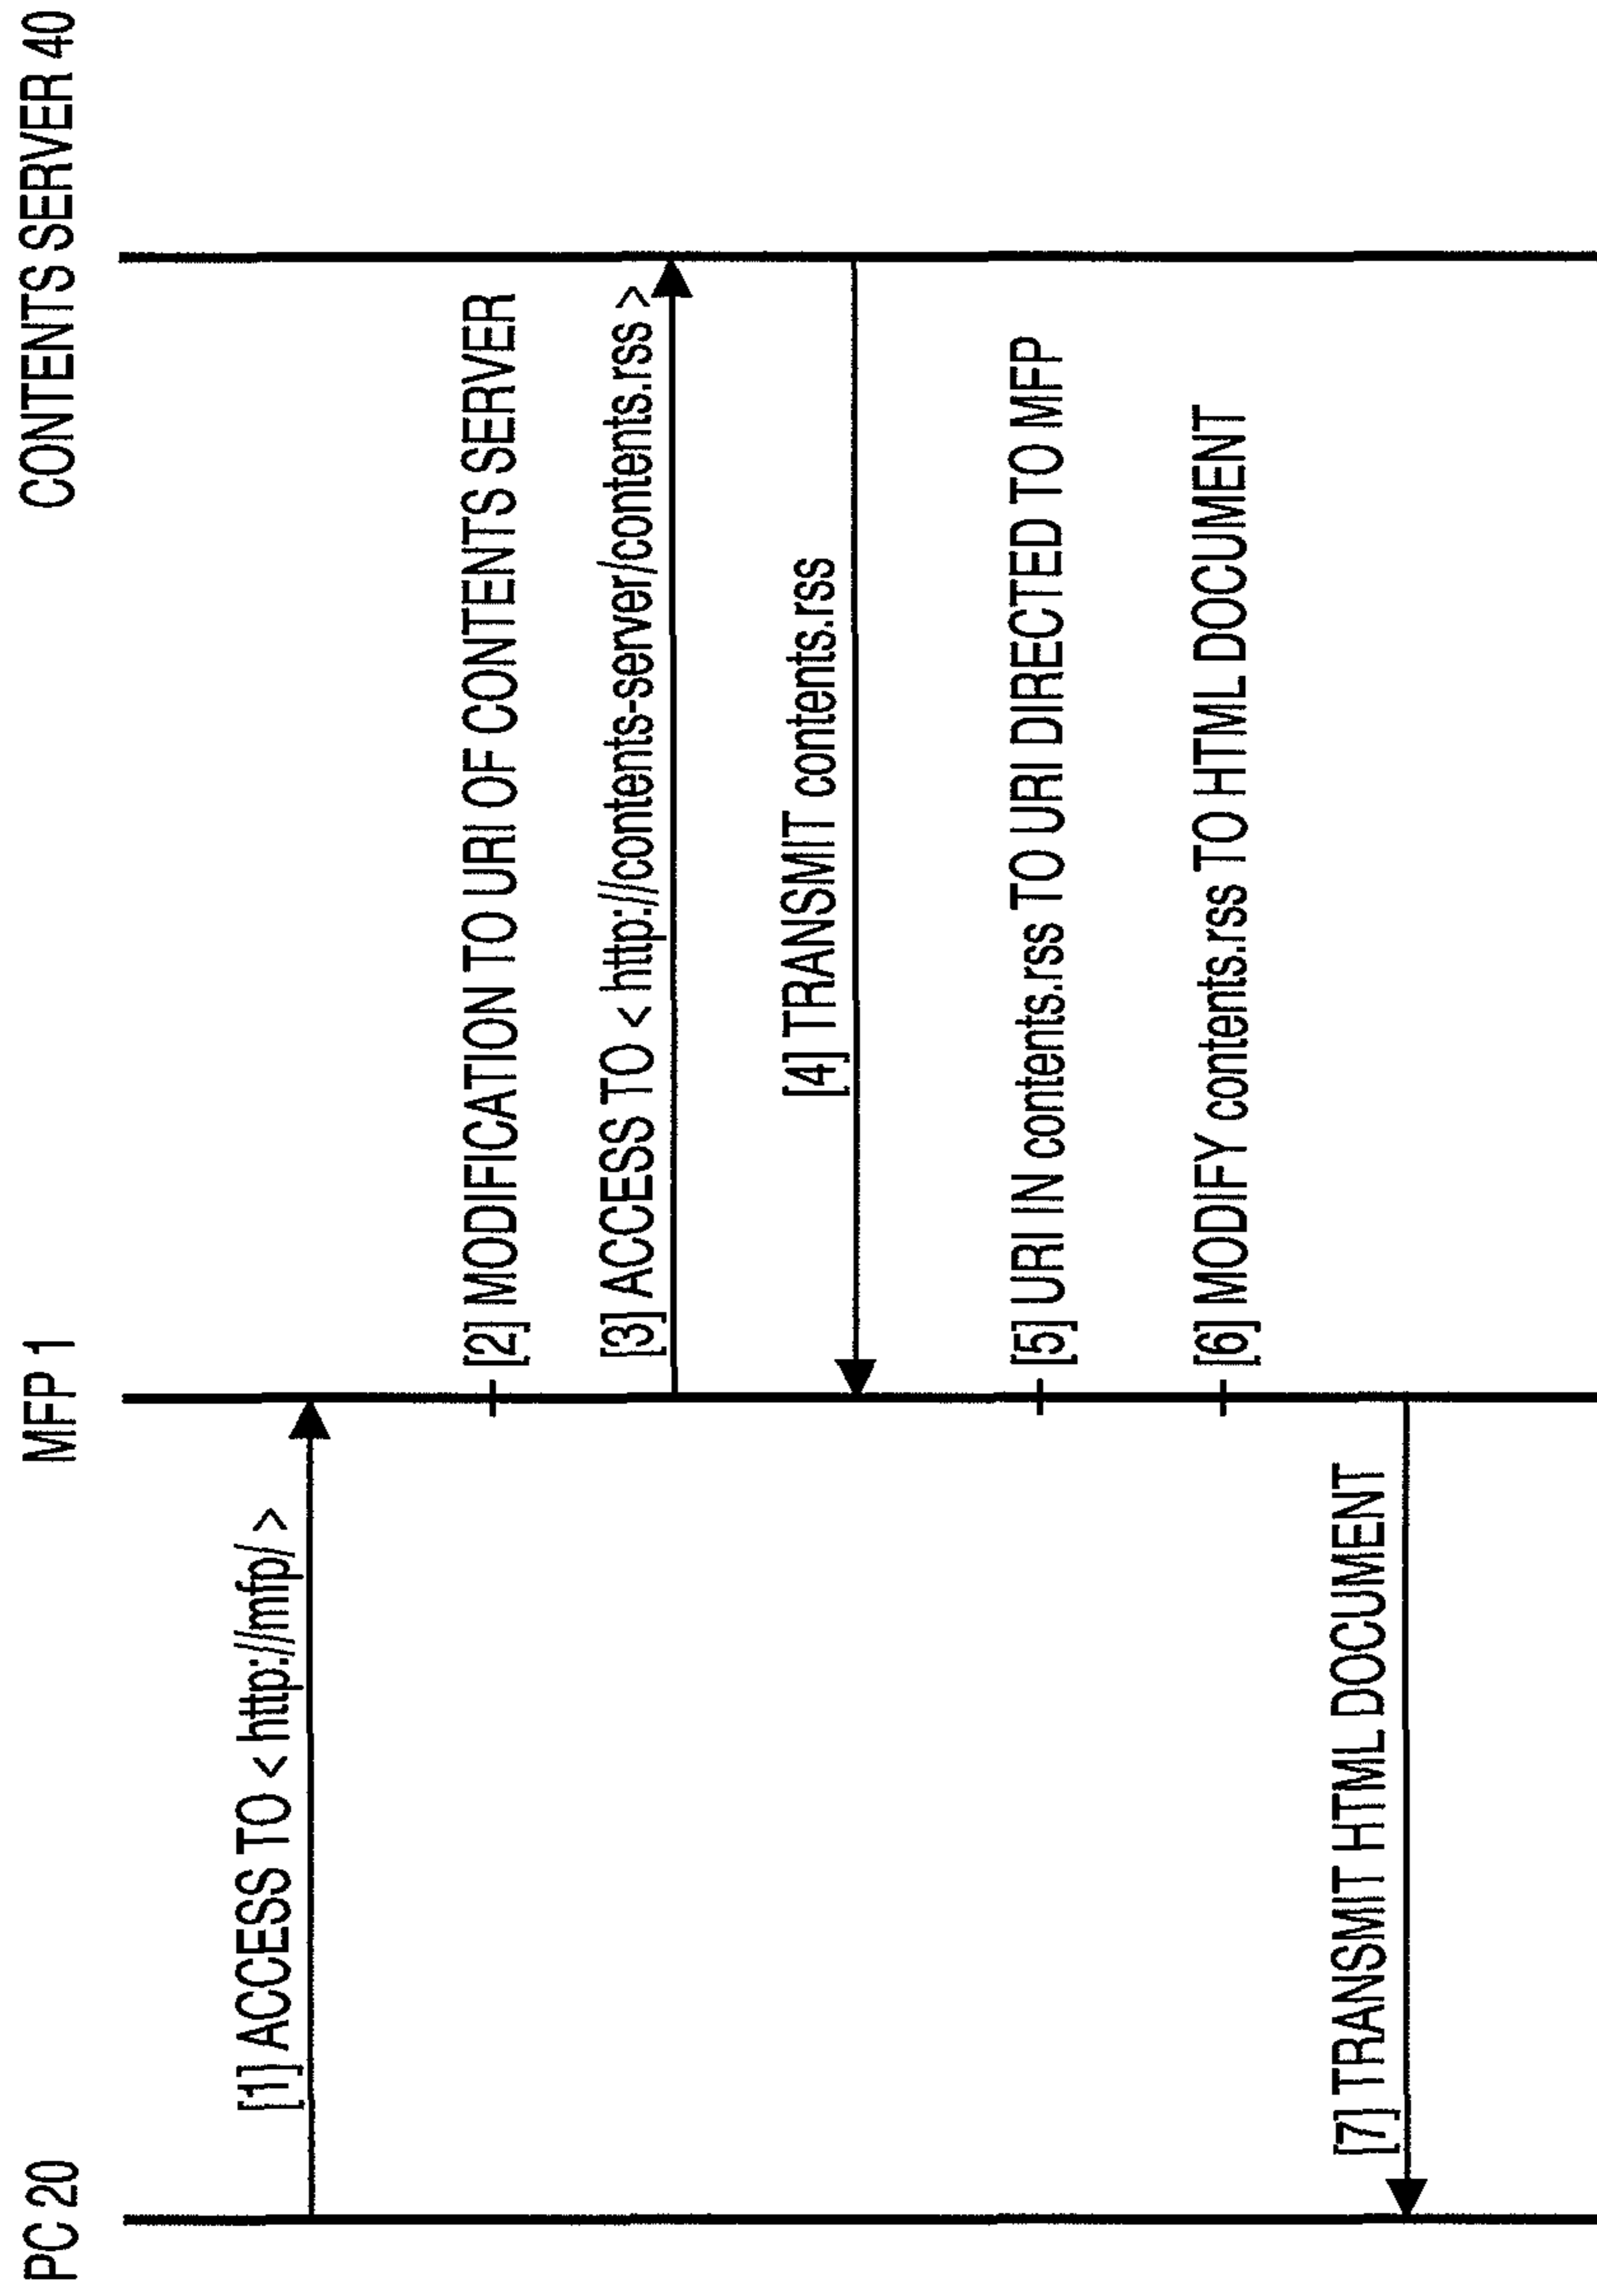 PC 20
MFP 1
CONTENTS SERVER 40
[1] ACCESS TO < http://mfp/ >
[2] MODIFICATION TO URI OF CONTENTS SERVER
[3] ACCESS TO < http://contents-server/contents.rss >
[4] TRANSMIT contents.rss
[5] URI IN contents.rss TO URI DIRECTED TO MFP
[6] MODIFY contents.rss TO HTML DOCUMENT
[7] TRANSMIT HTML DOCUMENT